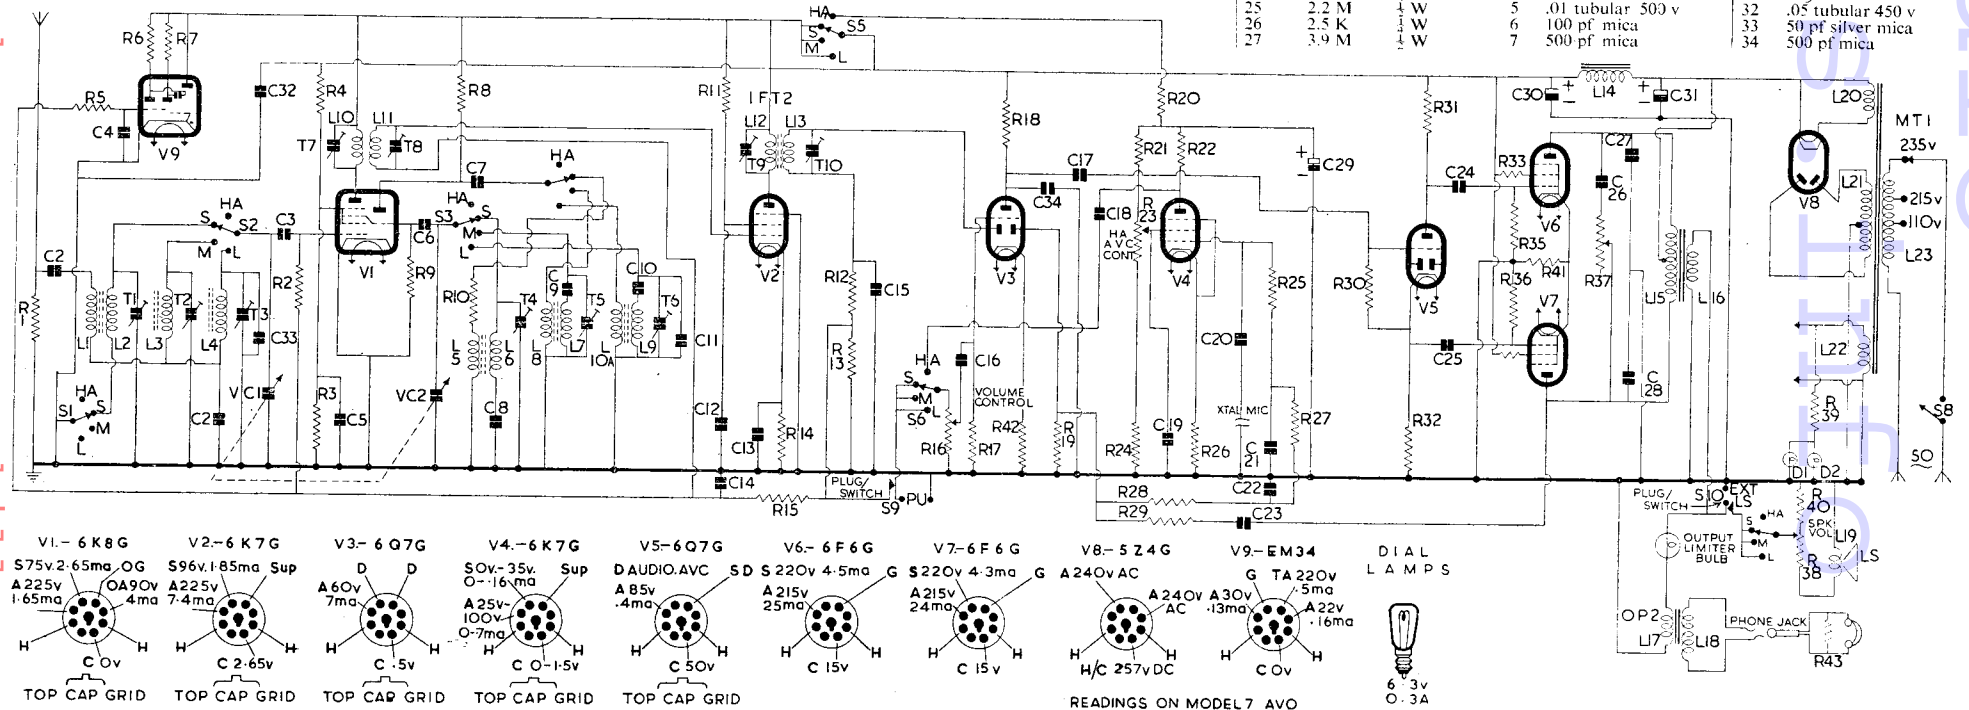 25 2.2 M ¼ W 5 .01 tubular 500 v 32 .05 tubular 450 v
26 2.5 K ¼ W 6 100 pf mica 33 50 pf silver mica
27 3.9 M ½ W 7 500 pf mica 34 500 pf mica
HA S5
S
M
L
R6 R7
R5
C4
V9
C32
R4
L10 L11
T7 T8
R8
C7
HA
R11
IFT2
L12 L13
T9 T10
R18
C17
C34
R20
R21 R22
C29
R31
C30 L14 C31
L20
MT1
235v
215v
110v
L21
L23
V8
C24
R33
V6
C27
C26
C2
R1
L1 L2
T1
T2
L3 L4
T3
C33
HA
S S2
M L
C3
R2
V1
C6
S3
HA
S
M
L
R9
R10
L5 L6
T4
C9
L8 L7
T5
C10
L10A L9
T6
C11
V2
R12
C15
R13
V3
C18
R23
HA AVC CONT
V4
C20
R25
R30
V5
R35
R36
R41
V7
R37
L15 L16
C25
C28
L22
R39
S8
S1
HA
S
M
L
C2
VC1
R3
C5
VC2
C8
C12
C13
R14
C14
R15
HA
S
M
L
S6
C16
VOLUME CONTROL
R16 R17
R42
R19
R24
C19
R26
XTAL MIC
C21
R27
R32
C22
R28
R29
C23
PLUG/SWITCH
S9 PU
D1 D2
50
PLUG/SWITCH
S10 EXT LS
S HA
M
L
R40
SPK VOL
R38
L19
LS
OUTPUT LIMITER BULB
OP2
L17 L18
PHONE JACK
R43
V1.-6K8G V2.-6K7G V3-6Q7G V4.-6K7G V5-6Q7G V6.-6F6G V7.-6F6G V8-5Z4G V9.-EM34 DIAL LAMPS
S75v.2.65ma OG
A225v 1.65ma
OA90v 4ma
H H
C 0v
TOP CAP GRID
S96v.1.85ma Sup
A225v 7.4ma
H H
C 2.65v
TOP CAP GRID
D D
A60v 7ma
H H
C .5v
TOP CAP GRID
S0v.-35v. 0-.16ma Sup
A25v-100v 0-7ma
H H
C 0-1.5v
TOP CAP GRID
D AUDIO.AVC SD
A85v .4ma
H H
C 50v
TOP CAP GRID
S 220v 4.5ma G
A215v 25ma
H H
C 15v
S220v 4.3ma G
A215v 24ma
H H
C 15v
A240vAC
A240v AC
H/C 257vDC
G TA220v .5ma
A30v .13ma
A22v .16ma
H H
C 0v
READINGS ON MODEL7 AVO
6.3v
0.3A